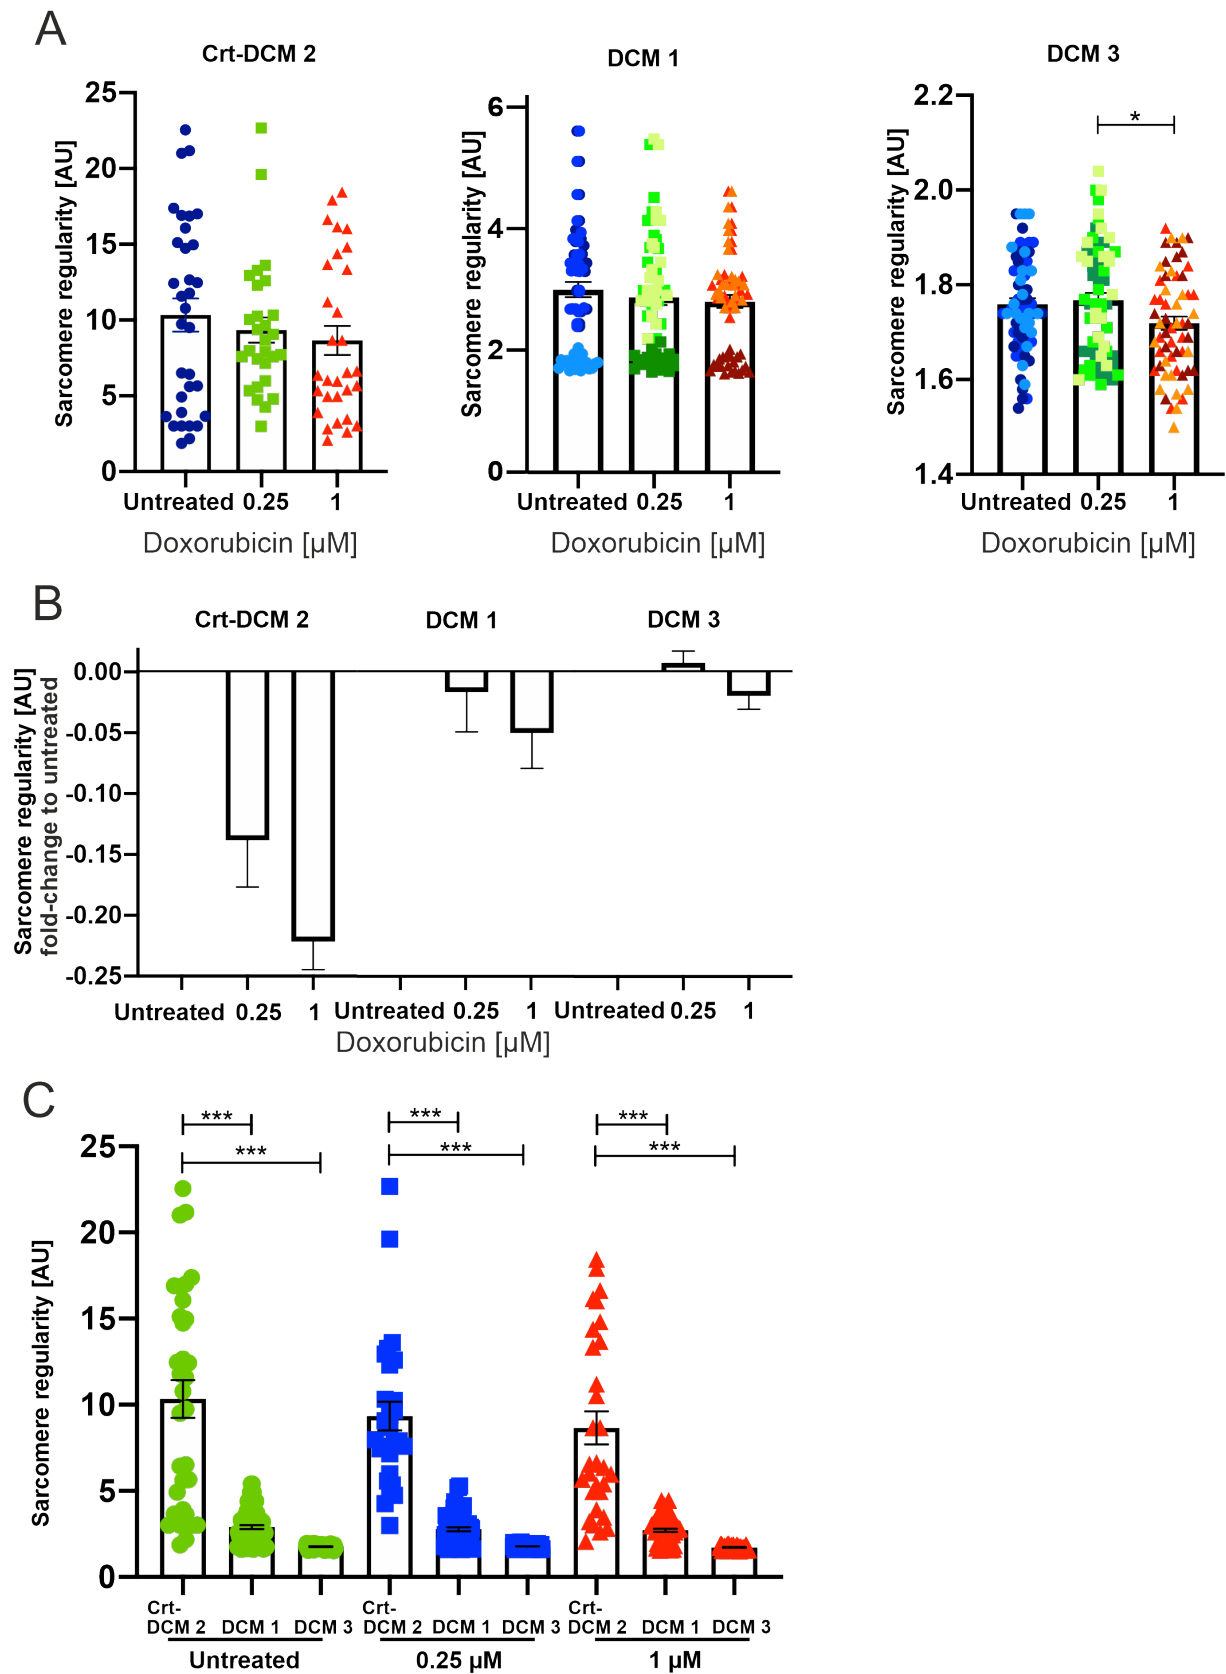 A
Crt-DCM 2
DCM 1
DCM 3
Sarcomere regularity [AU]
25
20
15
10
5
0
Untreated 0.25 1
Doxorubicin [µM]
Sarcomere regularity [AU]
6
4
2
0
Untreated 0.25 1
Doxorubicin [µM]
Sarcomere regularity [AU]
2.2
2.0
1.8
1.6
1.4
*
Untreated 0.25 1
Doxorubicin [µM]
B
Crt-DCM 2
DCM 1
DCM 3
Sarcomere regularity [AU]
fold-change to untreated
0.00
-0.05
-0.10
-0.15
-0.20
-0.25
Untreated 0.25 1 Untreated 0.25 1 Untreated 0.25 1
Doxorubicin [µM]
C
Sarcomere regularity [AU]
25
20
15
10
5
0
***
***
***
***
***
***
Crt-
DCM 2 DCM 1 DCM 3
Untreated
Crt-
DCM 2 DCM 1 DCM 3
0.25 µM
Crt-
DCM 2 DCM 1 DCM 3
1 µM